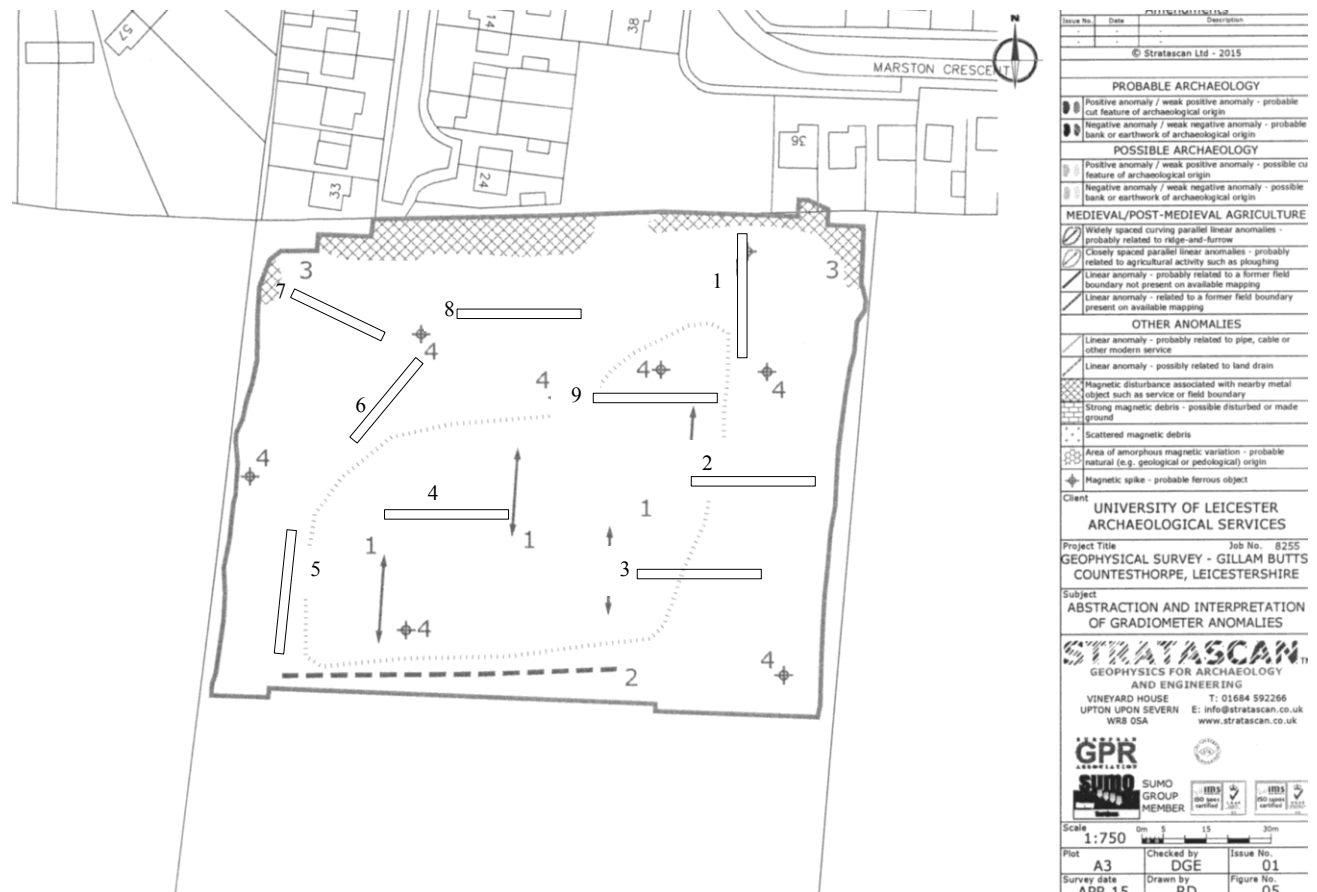 57
14
38
MARSTON CRESCENT
N
36
33
24
3
3
7
8
1
4
4
4
4
9
6
4
2
4
1
1
1
5
3
4
4
2
Amendments
Issue No. Date Description
© Stratascan Ltd - 2015
PROBABLE ARCHAEOLOGY
Positive anomaly / weak positive anomaly - probable
cut feature of archaeological origin
Negative anomaly / weak negative anomaly - probable
bank or earthwork of archaeological origin
POSSIBLE ARCHAEOLOGY
Positive anomaly / weak positive anomaly - possible cu
feature of archaeological origin
Negative anomaly / weak negative anomaly - possible
bank or earthwork of archaeological origin
MEDIEVAL/POST-MEDIEVAL AGRICULTURE
Widely spaced curving parallel linear anomalies -
probably related to ridge-and-furrow
Closely spaced parallel linear anomalies - probably
related to agricultural activity such as ploughing
Linear anomaly - probably related to a former field
boundary not present on available mapping
Linear anomaly - related to a former field boundary
present on available mapping
OTHER ANOMALIES
Linear anomaly - probably related to pipe, cable or
other modern service
Linear anomaly - possibly related to land drain
Magnetic disturbance associated with nearby metal
object such as service or field boundary
Strong magnetic debris - possible disturbed or made
ground
Scattered magnetic debris
Area of amorphous magnetic variation - probable
natural (e.g. geological or pedological) origin
Magnetic spike - probable ferrous object
Client
UNIVERSITY OF LEICESTER
ARCHAEOLOGICAL SERVICES
Project Title Job No. 8255
GEOPHYSICAL SURVEY - GILLAM BUTTS
COUNTESTHORPE, LEICESTERSHIRE
Subject
ABSTRACTION AND INTERPRETATION
OF GRADIOMETER ANOMALIES
STRATASCAN TM
GEOPHYSICS FOR ARCHAEOLOGY
AND ENGINEERING
VINEYARD HOUSE T: 01684 592266
UPTON UPON SEVERN E: info@stratascan.co.uk
WR8 0SA www.stratascan.co.uk
EUROPEAN
GPR
ASSOCIATION
sumo
SUMO
GROUP
MEMBER
Scale
1:750
0m 5 15 30m
Plot Checked by Issue No.
A3 DGE 01
Survey date Drawn by Figure No.
APR 15 RD 05